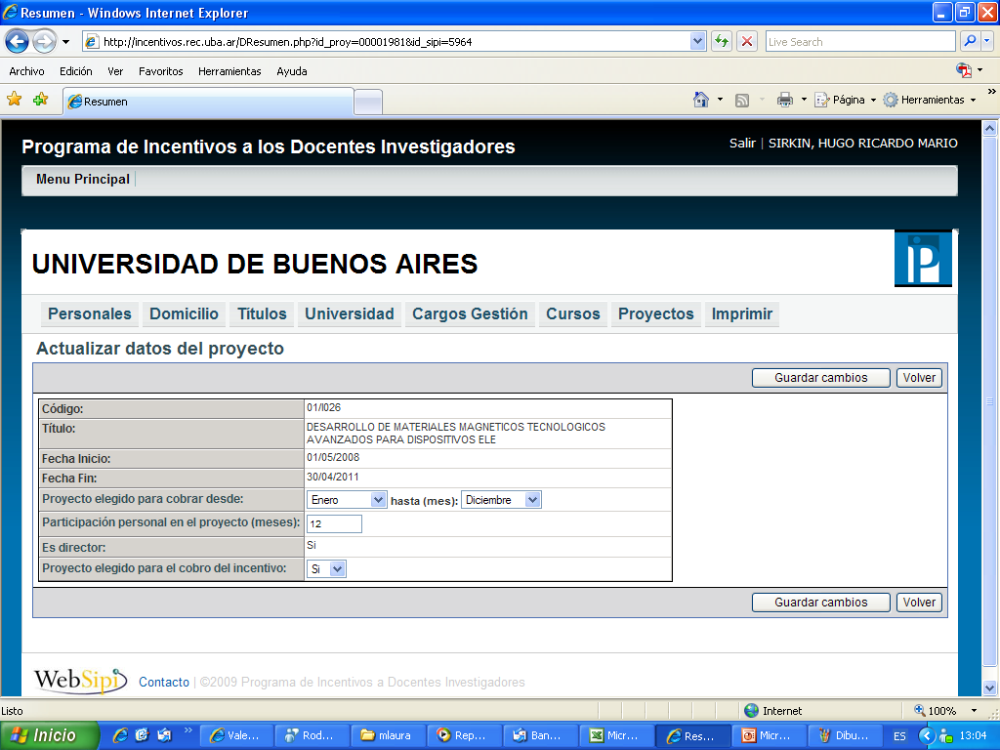 Resumen - Windows Internet Explorer
http://incentivos.rec.uba.ar/DResumen.php?id_proy=00001981&id_sipi=5964
Live Search
Archivo Edición Ver Favoritos Herramientas Ayuda
Resumen
Página Herramientas
Programa de Incentivos a los Docentes Investigadores
Salir | SIRKIN, HUGO RICARDO MARIO
Menu Principal
UNIVERSIDAD DE BUENOS AIRES
Personales Domicilio Titulos Universidad Cargos Gestión Cursos Proyectos Imprimir
Actualizar datos del proyecto
Guardar cambios Volver
Código: 01/I026
Título: DESARROLLO DE MATERIALES MAGNETICOS TECNOLOGICOS
AVANZADOS PARA DISPOSITIVOS ELE
Fecha Inicio: 01/05/2008
Fecha Fin: 30/04/2011
Proyecto elegido para cobrar desde: Enero hasta (mes): Diciembre
Participación personal en el proyecto (meses): 12
Es director: Si
Proyecto elegido para el cobro del incentivo: Si
Guardar cambios Volver
WebSipi Contacto | ©2009 Programa de Incentivos a Docentes Investigadores
Listo Internet 100%
Inicio Vale... Rod... mlaura Rep... Ban... Micr... Res... Micr... Dibu... ES 13:04